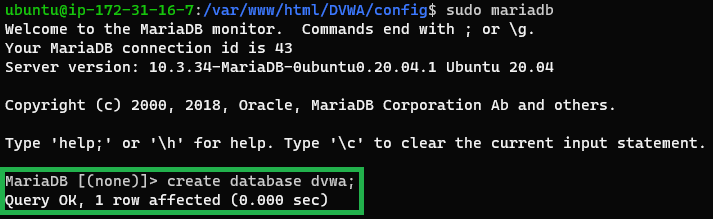 ubuntu@ip-172-31-16-7:/var/www/html/DVWA/config$ sudo mariadb
Welcome to the MariaDB monitor.  Commands end with ; or \g.
Your MariaDB connection id is 43
Server version: 10.3.34-MariaDB-0ubuntu0.20.04.1 Ubuntu 20.04
Copyright (c) 2000, 2018, Oracle, MariaDB Corporation Ab and others.
Type 'help;' or '\h' for help. Type '\c' to clear the current input statement.
MariaDB [(none)]> create database dvwa;
Query OK, 1 row affected (0.000 sec)